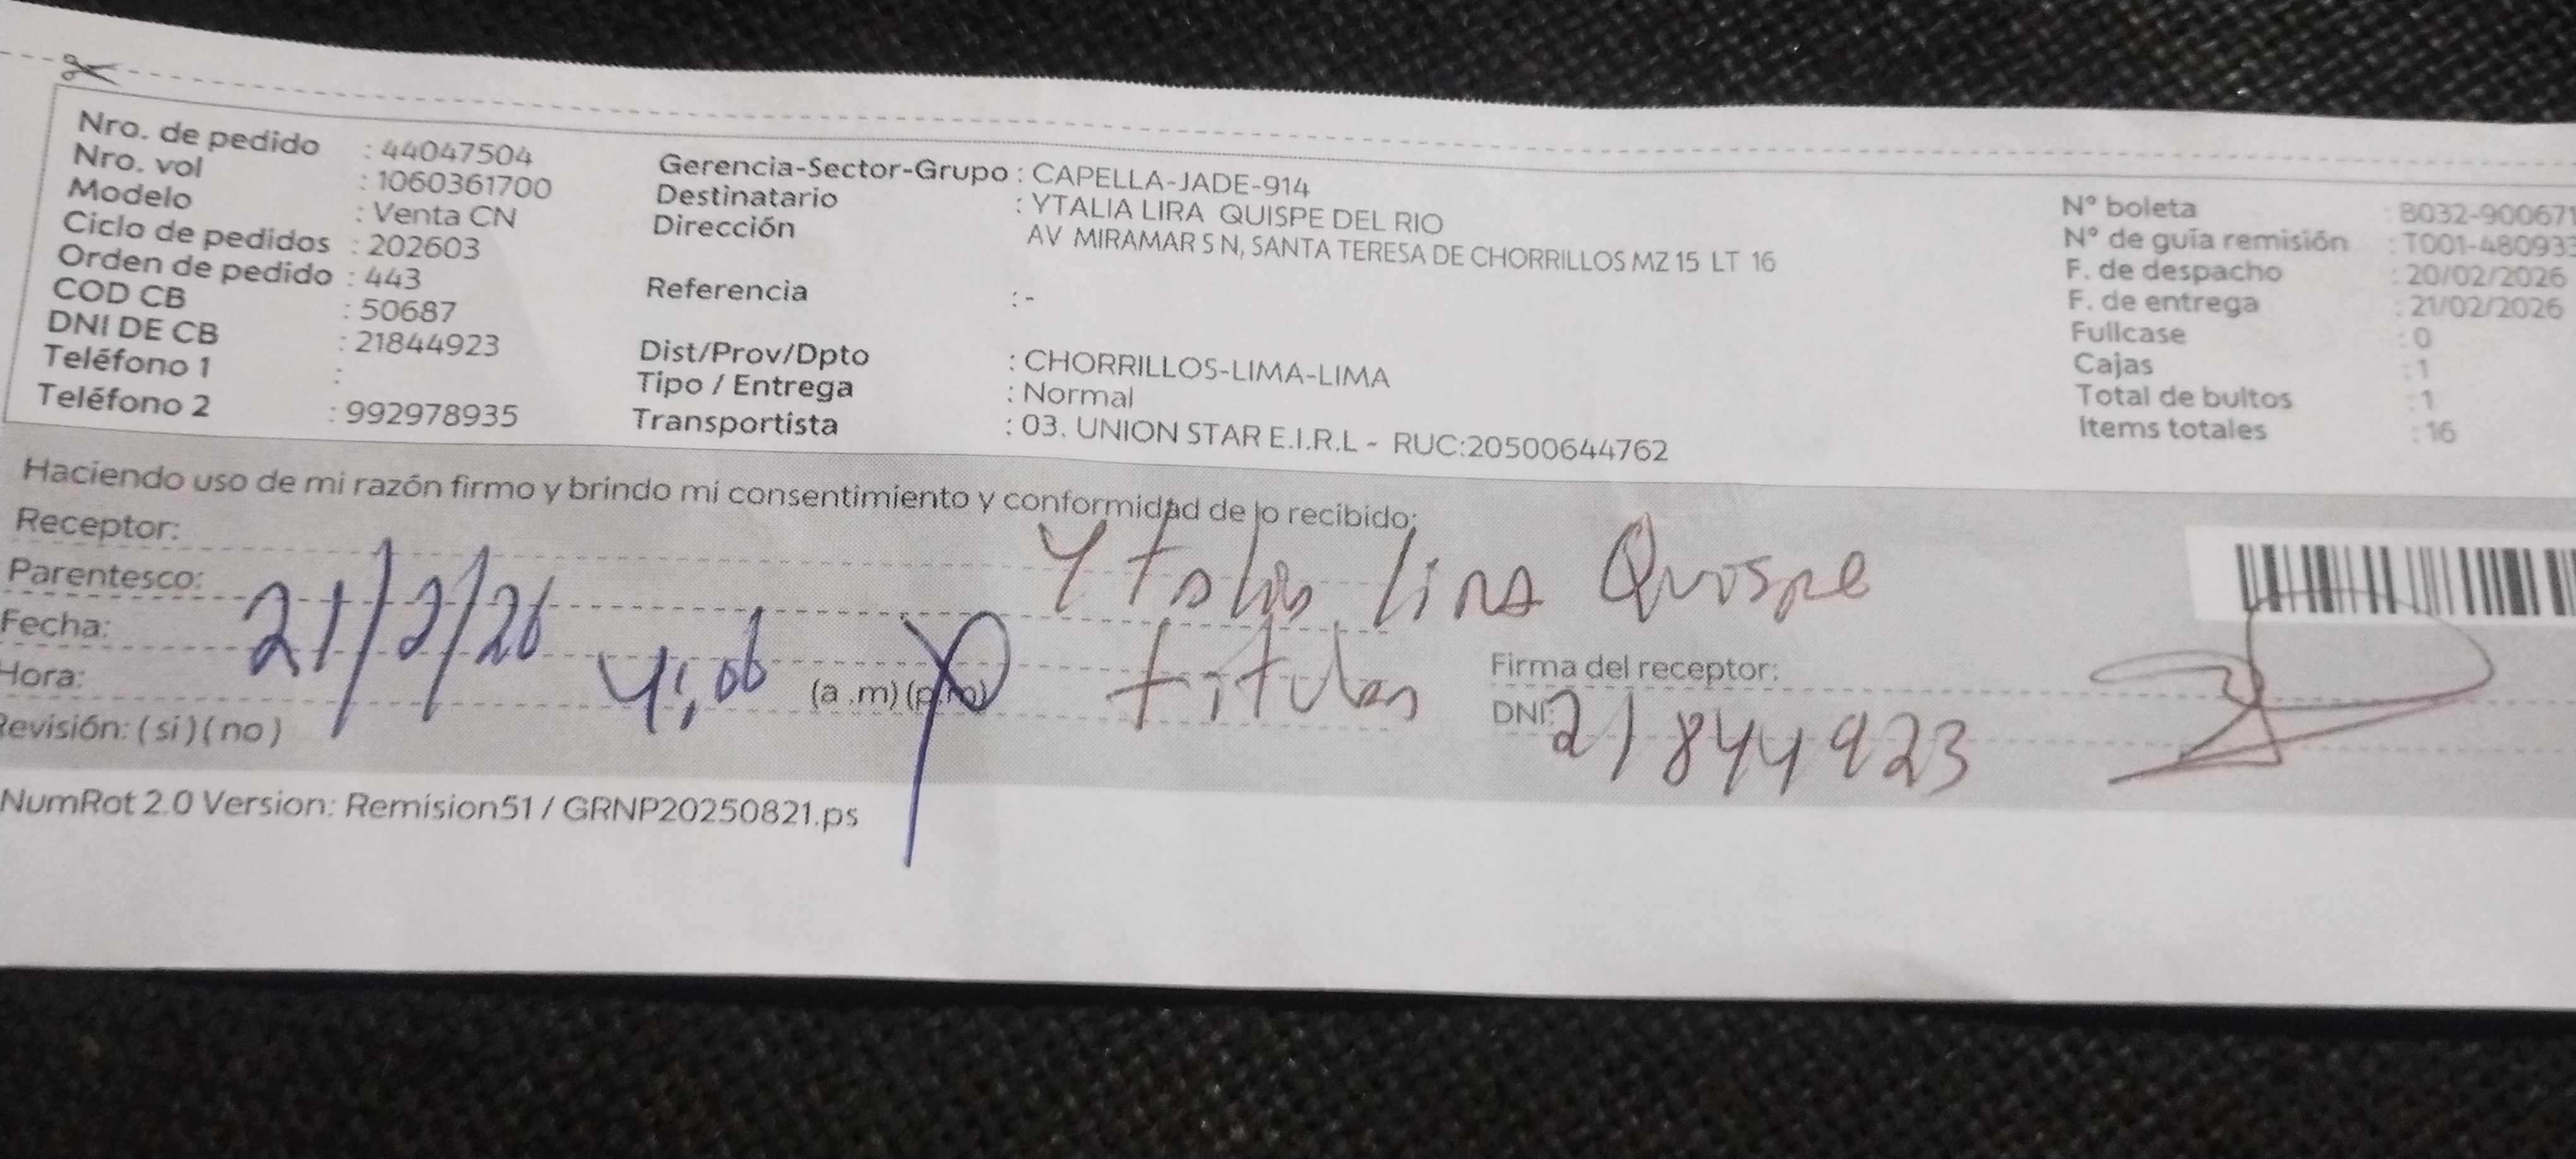 Nro. de pedido : 44047504
Nro. vol : 1060361700
Modelo : Venta CN
Ciclo de pedidos : 202603
Orden de pedido : 443
COD CB : 50687
DNI DE CB : 21844923
Teléfono 1 :
Teléfono 2 : 992978935
Gerencia-Sector-Grupo : CAPELLA-JADE-914
Destinatario : YTALIA LIRA QUISPE DEL RIO
Dirección AV MIRAMAR S N, SANTA TERESA DE CHORRILLOS MZ 15 LT 16
Referencia : -
Dist/Prov/Dpto : CHORRILLOS-LIMA-LIMA
Tipo / Entrega : Normal
Transportista : 03. UNION STAR E.I.R.L - RUC:20500644762
N° boleta : B032-900671
N° de guía remisión : T001-480933
F. de despacho : 20/02/2026
F. de entrega : 21/02/2026
Fullcase : 0
Cajas : 1
Total de bultos : 1
Items totales : 16
Haciendo uso de mi razón firmo y brindo mi consentimiento y conformidad de lo recibido:
Receptor: Ytalia Lira Quispe
Parentesco: titular
Fecha: 21/2/26
Hora: 4:06 (a .m) (p.m)
Revisión: ( si ) ( no )
Firma del receptor:
DNI: 21844923
NumRot 2.0 Version: Remision51 / GRNP20250821.ps